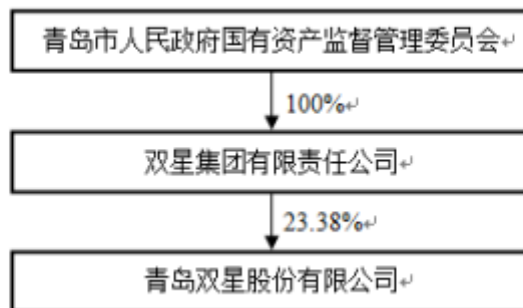 青岛市人民政府国有资产监督管理委员会
100%
双星集团有限责任公司
23.38%
青岛双星股份有限公司